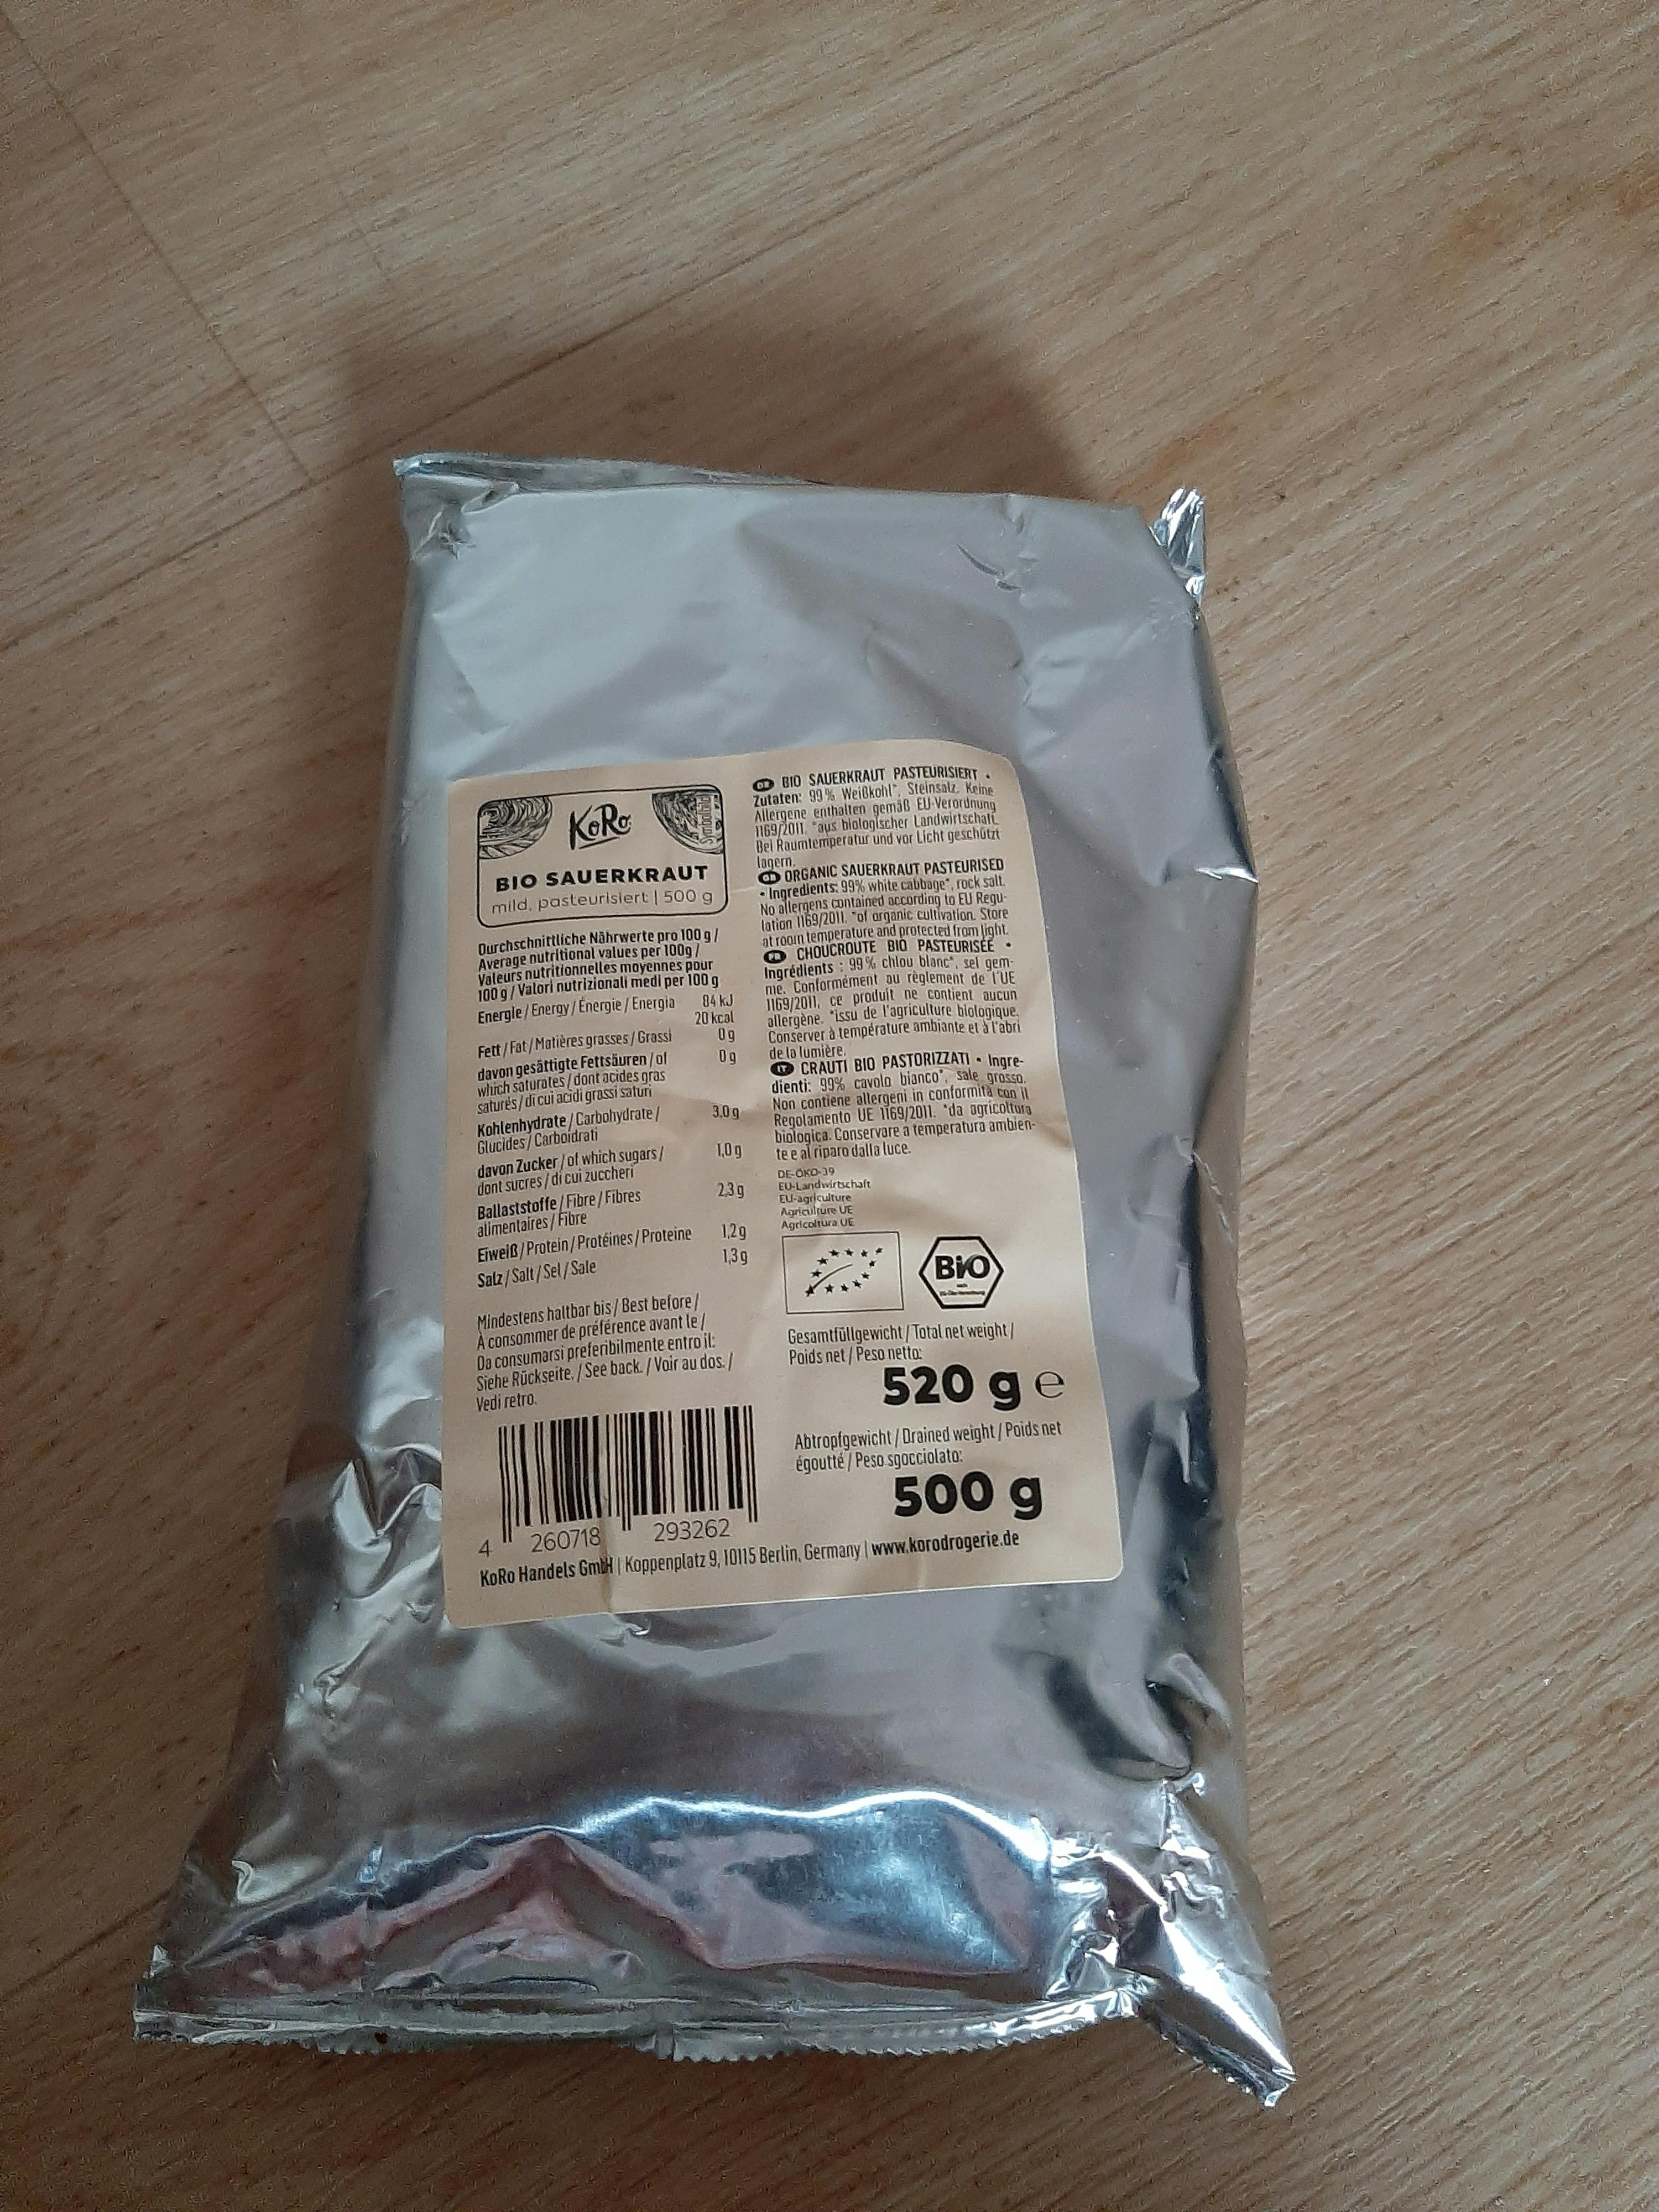 KoRo
Symbolbild
BIO SAUERKRAUT
mild, pasteurisiert | 500 g
Durchschnittliche Nährwerte pro 100 g /
Average nutritional values per 100g /
Valeurs nutritionnelles moyennes pour
100 g / Valori nutrizionali medi per 100 g
Energie / Energy / Énergie / Energia 84 kJ
20 kcal
Fett / Fat / Matières grasses / Grassi 0 g
davon gesättigte Fettsäuren / of 0 g
which saturates / dont acides gras
saturés / di cui acidi grassi saturi
Kohlenhydrate / Carbohydrate / 3,0 g
Glucides / Carboidrati
davon Zucker / of which sugars / 1,0 g
dont sucres / di cui zuccheri
Ballaststoffe / Fibre / Fibres 2,3 g
alimentaires / Fibre
Eiweiß / Protein / Protéines / Proteine 1,2 g
Salz / Salt / Sel / Sale 1,3 g
Mindestens haltbar bis / Best before /
À consommer de préférence avant le /
Da consumarsi preferibilmente entro il:
Siehe Rückseite. / See back. / Voir au dos. /
Vedi retro.
4 260718 293262
DE BIO SAUERKRAUT PASTEURISIERT •
Zutaten: 99 % Weißkohl*, Steinsalz. Keine
Allergene enthalten gemäß EU-Verordnung
1169/2011. *aus biologischer Landwirtschaft.
Bei Raumtemperatur und vor Licht geschützt
lagern.
GB ORGANIC SAUERKRAUT PASTEURISED
• Ingredients: 99% white cabbage*, rock salt.
No allergens contained according to EU Regu-
lation 1169/2011. *of organic cultivation. Store
at room temperature and protected from light.
FR CHOUCROUTE BIO PASTEURISÉE •
Ingrédients : 99 % chlou blanc*, sel gem-
me. Conformément au règlement de l'UE
1169/2011, ce produit ne contient aucun
allergène. *issu de l'agriculture biologique.
Conserver à température ambiante et à l'abri
de la lumière.
IT CRAUTI BIO PASTORIZZATI • Ingre-
dienti: 99% cavolo bianco*, sale grosso.
Non contiene allergeni in conformità con il
Regolamento UE 1169/2011. *da agricoltura
biologica. Conservare a temperatura ambien-
te e al riparo dalla luce.
DE-ÖKO-39
EU-Landwirtschaft
EU-agriculture
Agriculture UE
Agricoltura UE
BIO
nach
EG-Öko-Verordnung
Gesamtfüllgewicht / Total net weight /
Poids net / Peso netto:
520 g e
Abtropfgewicht / Drained weight / Poids net
égoutté / Peso sgocciolato:
500 g
KoRo Handels GmbH | Koppenplatz 9, 10115 Berlin, Germany | www.korodrogerie.de